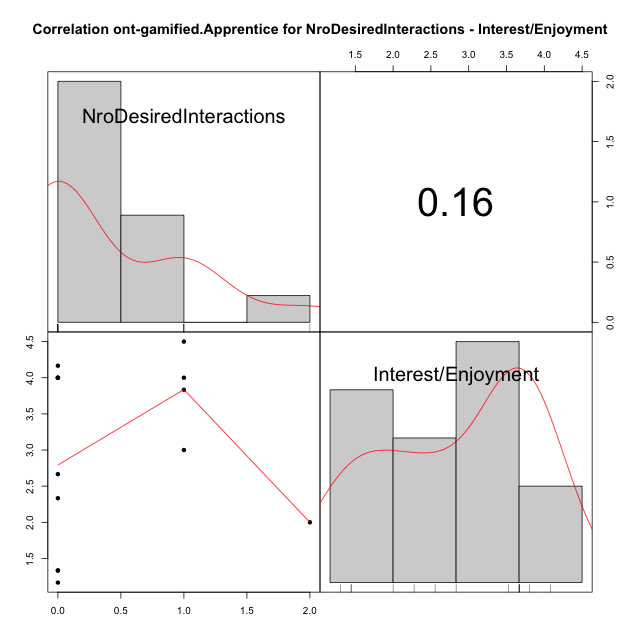 Correlation ont-gamified.Apprentice for NroDesiredInteractions - Interest/Enjoyment
1.5 2.0 2.5 3.0 3.5 4.0 4.5
NroDesiredInteractions
0.16
2.0
1.5
1.0
0.5
0.0
4.5
4.0
3.5
3.0
2.5
2.0
1.5
Interest/Enjoyment
0.0 0.5 1.0 1.5 2.0